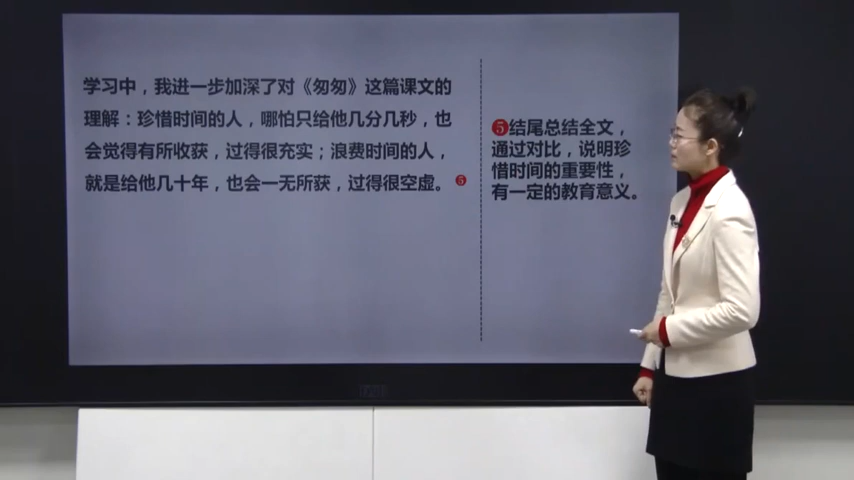 学习中，我进一步加深了对《匆匆》这篇课文的
理解：珍惜时间的人，哪怕只给他几分几秒，也
会觉得有所收获，过得很充实；浪费时间的人，
就是给他几十年，也会一无所获，过得很空虚。❺
❺结尾总结全文，
通过对比，说明珍
惜时间的重要性，
有一定的教育意义。